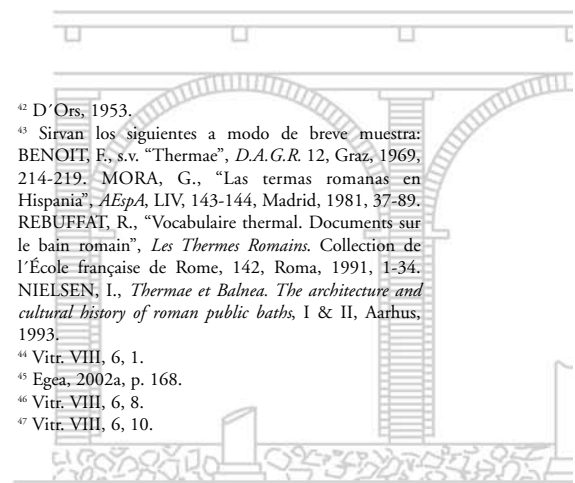 42 D´Ors, 1953.
43 Sirvan los siguientes a modo de breve muestra:
BENOIT, F., s.v. “Thermae”, D.A.G.R. 12, Graz, 1969,
214-219. MORA, G., “Las termas romanas en
Hispania”, AEspA, LIV, 143-144, Madrid, 1981, 37-89.
REBUFFAT, R., “Vocabulaire thermal. Documents sur
le bain romain”, Les Thermes Romains. Collection de
l´École française de Rome, 142, Roma, 1991, 1-34.
NIELSEN, I., Thermae et Balnea. The architecture and
cultural history of roman public baths, I & II, Aarhus,
1993.
44 Vitr. VIII, 6, 1.
45 Egea, 2002a, p. 168.
46 Vitr. VIII, 6, 8.
47 Vitr. VIII, 6, 10.